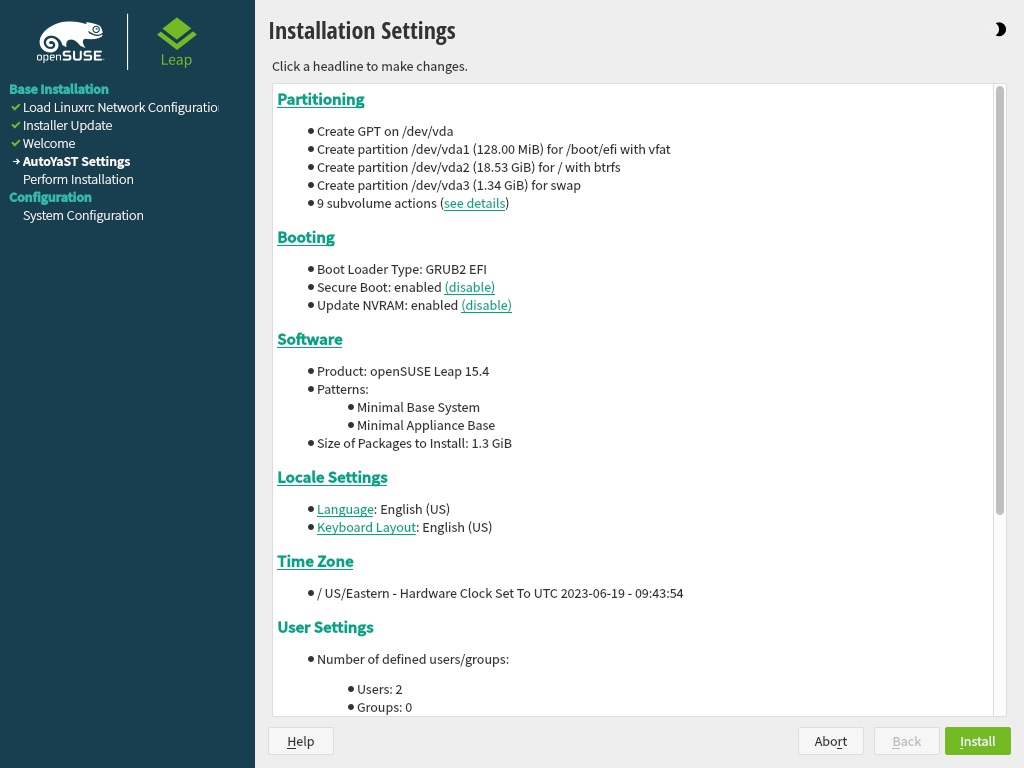 openSUSE
Leap
Base Installation
Load Linuxrc Network Configuratio
Installer Update
Welcome
AutoYaST Settings
Perform Installation
Configuration
System Configuration
Installation Settings
Click a headline to make changes.
Partitioning
Create GPT on /dev/vda
Create partition /dev/vda1 (128.00 MiB) for /boot/efi with vfat
Create partition /dev/vda2 (18.53 GiB) for / with btrfs
Create partition /dev/vda3 (1.34 GiB) for swap
9 subvolume actions (see details)
Booting
Boot Loader Type: GRUB2 EFI
Secure Boot: enabled (disable)
Update NVRAM: enabled (disable)
Software
Product: openSUSE Leap 15.4
Patterns:
Minimal Base System
Minimal Appliance Base
Size of Packages to Install: 1.3 GiB
Locale Settings
Language: English (US)
Keyboard Layout: English (US)
Time Zone
/ US/Eastern - Hardware Clock Set To UTC 2023-06-19 - 09:43:54
User Settings
Number of defined users/groups:
Users: 2
Groups: 0
Help
Abort
Back
Install